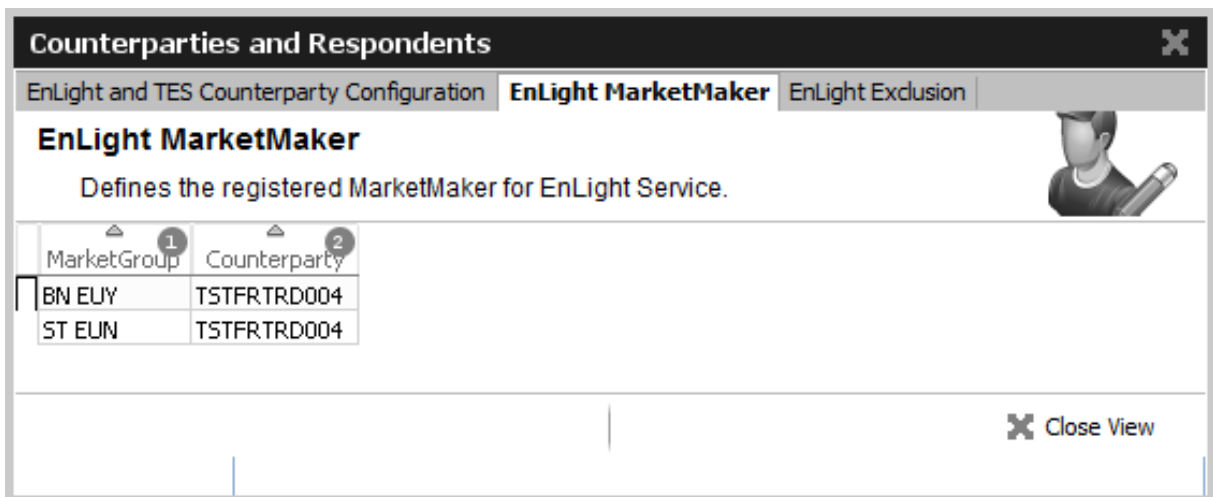 Counterparties and Respondents
EnLight and TES Counterparty Configuration EnLight MarketMaker EnLight Exclusion
EnLight MarketMaker
Defines the registered MarketMaker for EnLight Service.
1 2
MarketGroup Counterparty
BN EUY TSTFRTRD004
ST EUN TSTFRTRD004
Close View